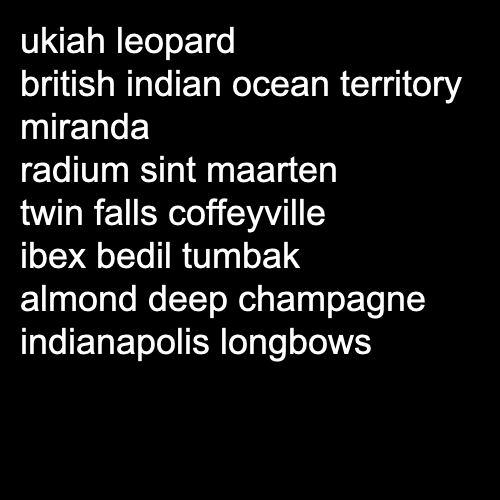 ukiah leopard
british indian ocean territory
miranda
radium sint maarten
twin falls coffeyville
ibex bedil tumbak
almond deep champagne
indianapolis longbows